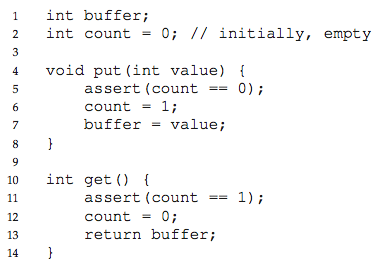 1 int buffer;
2 int count = 0; // initially, empty
3
4 void put(int value) {
5     assert(count == 0);
6     count = 1;
7     buffer = value;
8 }
9
10 int get() {
11     assert(count == 1);
12     count = 0;
13     return buffer;
14 }